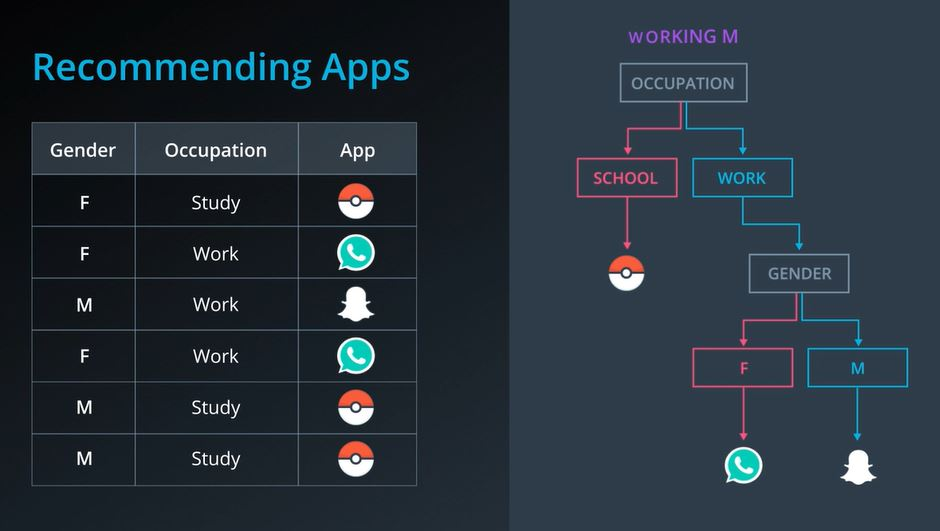 WORKING M
Recommending Apps
OCCUPATION
Gender Occupation App
F Study
F Work
M Work
F Work
M Study
M Study
SCHOOL WORK
GENDER
F M